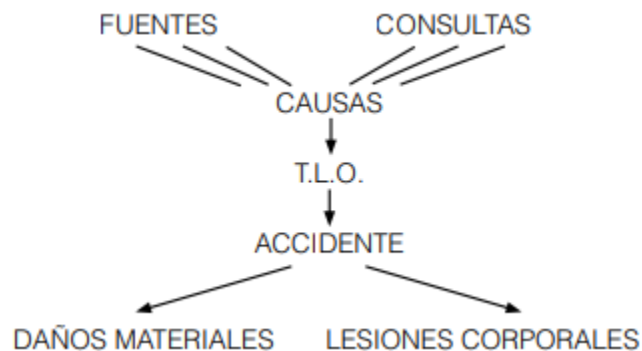 FUENTES CONSULTAS
CAUSAS
T.L.O.
ACCIDENTE
DAÑOS MATERIALES LESIONES CORPORALES